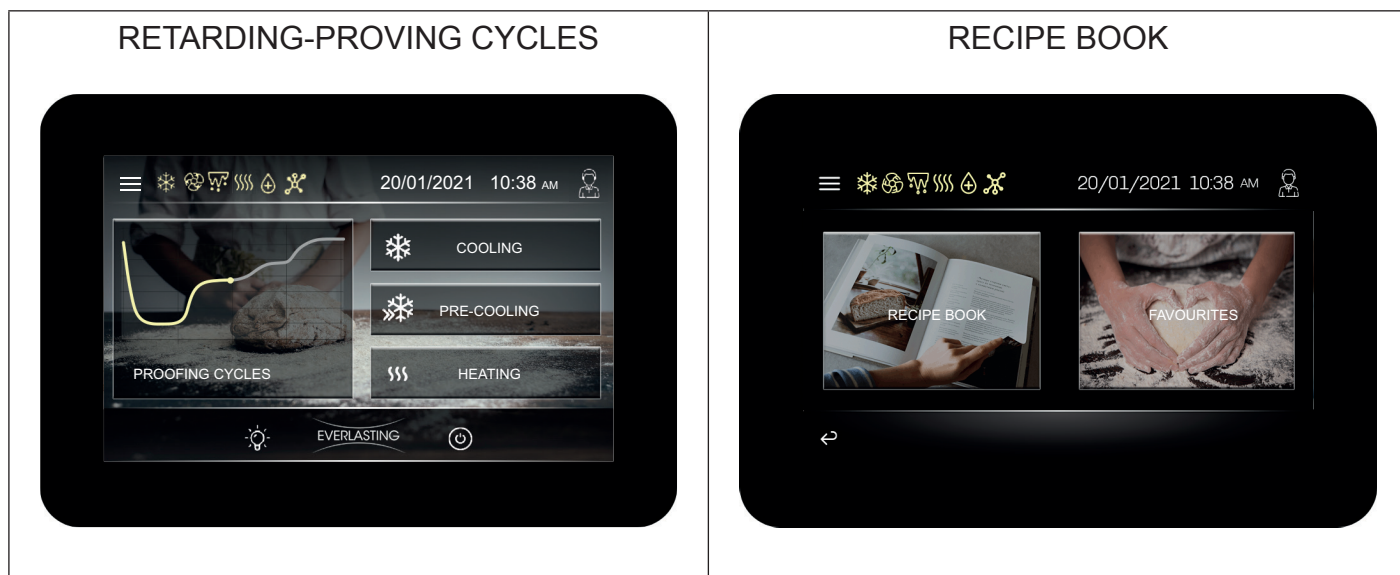 RETARDING-PROVING CYCLES
20/01/2021 10:38 AM
COOLING
PRE-COOLING
PROOFING CYCLES
HEATING
EVERLASTING
RECIPE BOOK
20/01/2021 10:38 AM
RECIPE BOOK
FAVOURITES